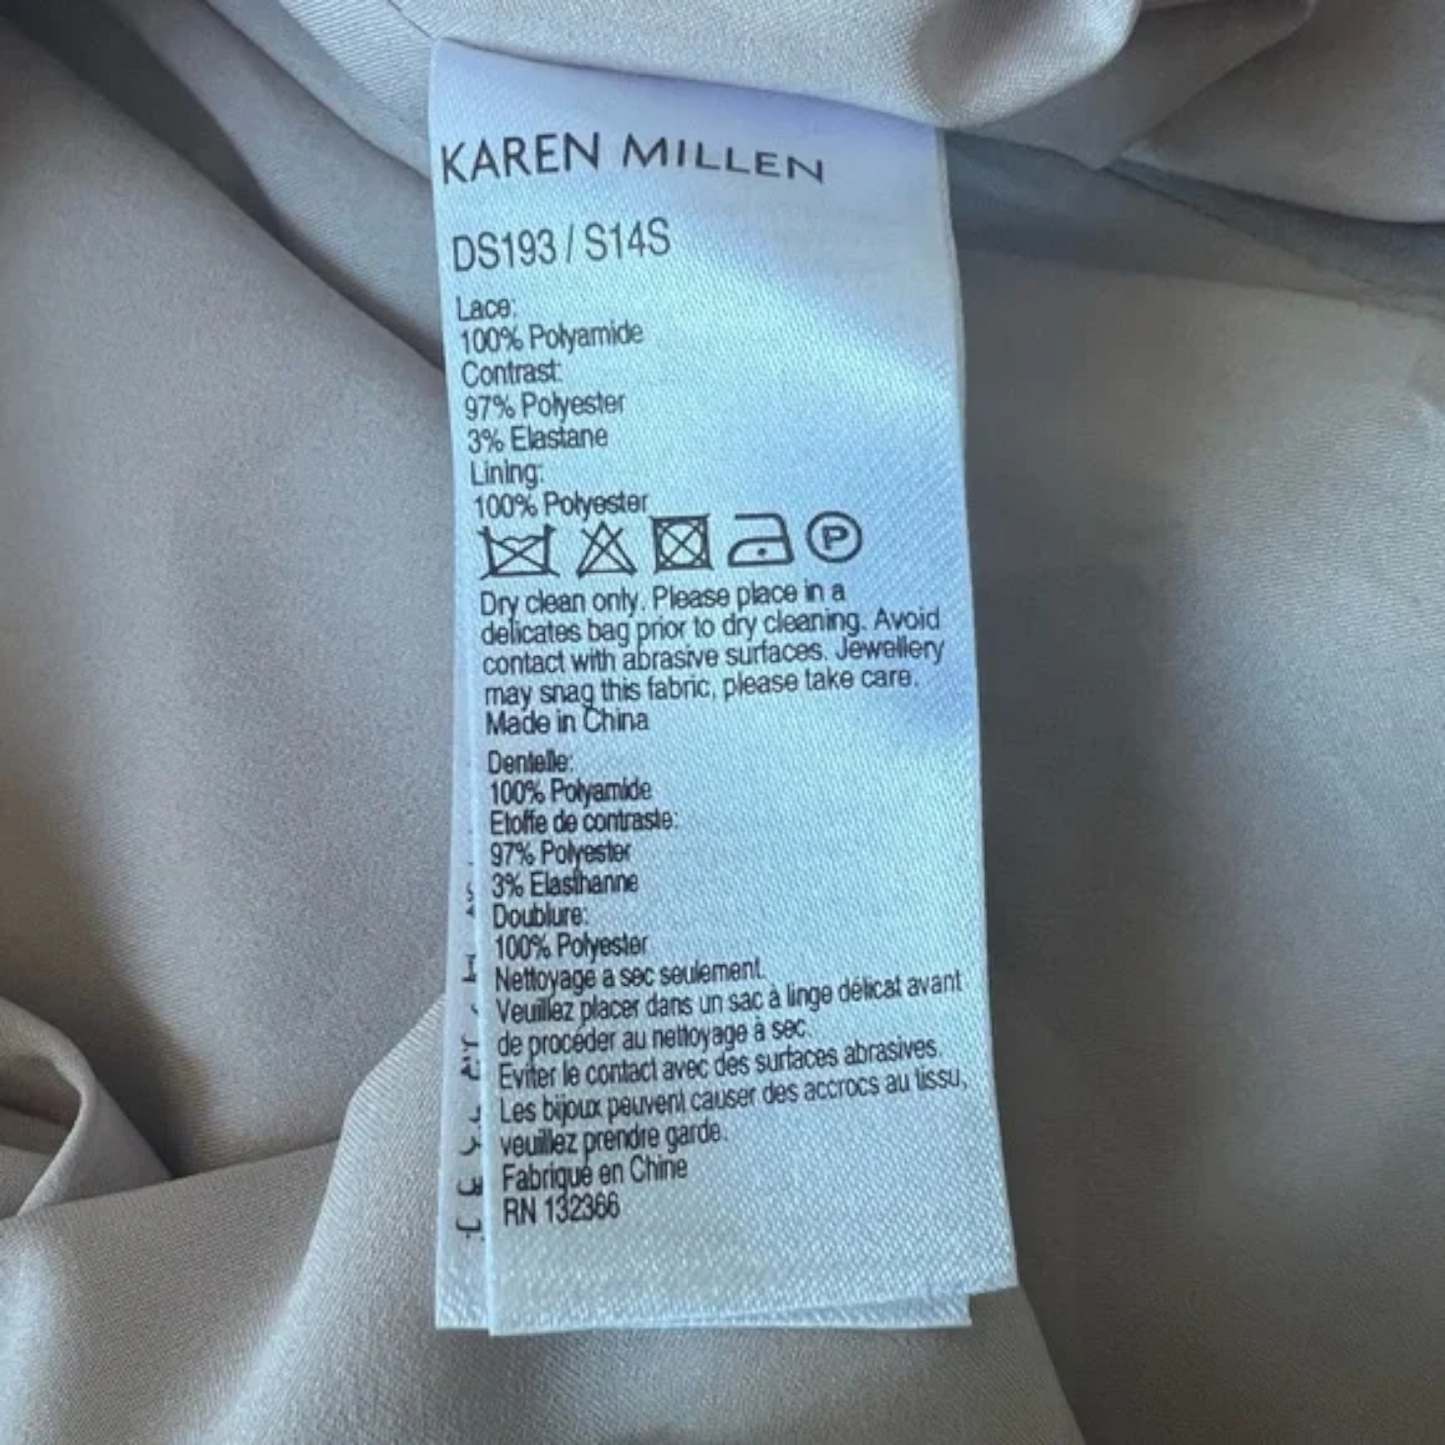 KAREN MILLEN
DS193 / S14S
Lace:
100% Polyamide
Contrast:
97% Polyester
3% Elastane
Lining:
100% Polyester
P
Dry clean only. Please place in a
delicates bag prior to dry cleaning. Avoid
contact with abrasive surfaces. Jewellery
may snag this fabric, please take care.
Made in China
Dentelle:
100% Polyamide
Etoffe de contraste:
97% Polyester
3% Elasthanne
Doublure:
100% Polyester
Nettoyage a sec seulement.
Veuillez placer dans un sac à linge délicat avant
de procéder au nettoyage à sec.
Eviter le contact avec des surfaces abrasives.
Les bijoux peuvent causer des accrocs au tissu,
veuillez prendre garde.
Fabriqué en Chine
RN 132366